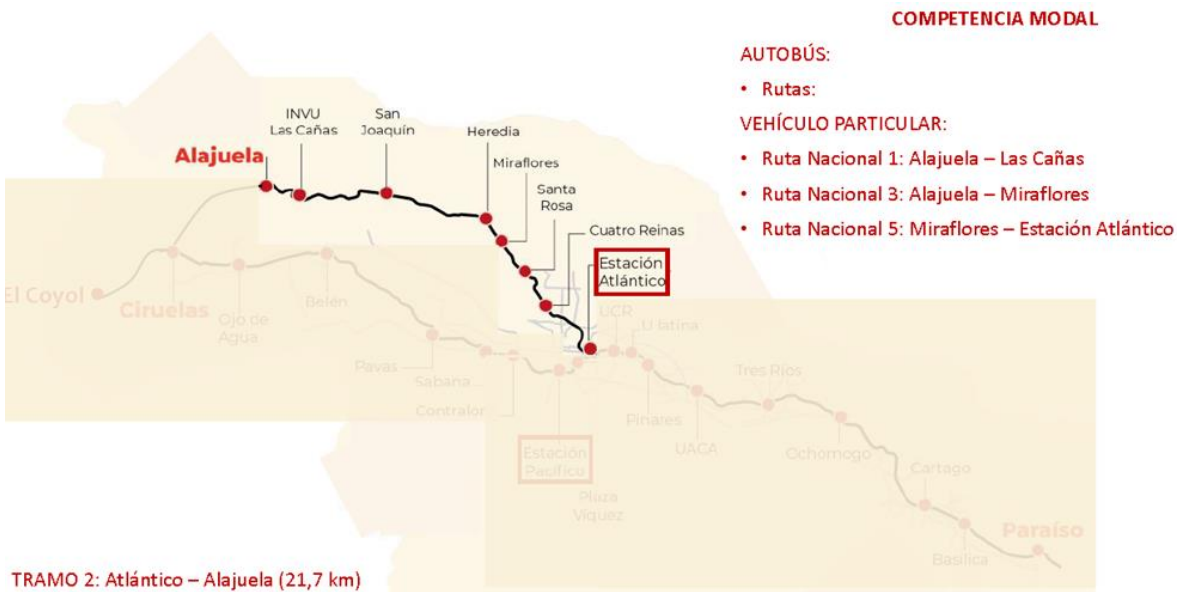 COMPETENCIA MODAL
AUTOBÚS:
• Rutas:
VEHÍCULO PARTICULAR:
• Ruta Nacional 1: Alajuela – Las Cañas
• Ruta Nacional 3: Alajuela – Miraflores
• Ruta Nacional 5: Miraflores – Estación Atlántico
INVU
Las Cañas
San
Joaquín
Heredia
Alajuela
Miraflores
Santa
Rosa
Cuatro Reinas
Estación
Atlántico
El Coyol
Ciruelas
Ojo de
Agua
Belén
UCR
U latina
Pavas
Sabana
Contralor
Tres Ríos
Pinares
UACA
Ochomogo
Estación
Pasífico
Plaza
Viquez
Cartago
Basílica
Paraíso
TRAMO 2: Atlántico – Alajuela (21,7 km)